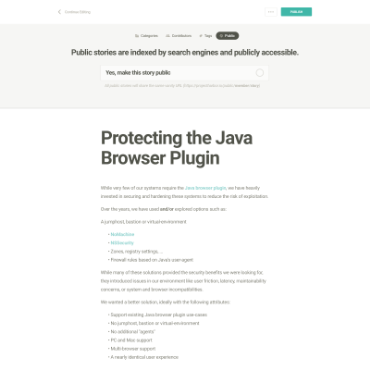 Continue Editing
PUBLISH
Categories
Contributors
Tags
Public
Public stories are indexed by search engines and publicly accessible.
Yes, make this story public
Protecting the Java
Browser Plugin
While very few of our systems require the Java browser plugin, we have heavily
invested in securing and hardening these systems to reduce the risk of exploitation.
Over the years, we have used and/or explored options such as:
A jumphost, bastion or virtual environment
NoMachine
NitroSecurity
Zones, registry settings, ...
Firewall rules based on Java's user-agent
While many of these solutions provided the security benefits we were looking for,
they introduced issues in our environment like user friction, latency, maintainability
concerns, or system and browser incompatibilities.
We wanted a better solution, ideally with the following attributes:
Support existing Java browser plugin use cases
No jumphost, bastion or virtual environment
No additional "agents"
PC and Mac support
Multi-browser support
A nearly identical user experience